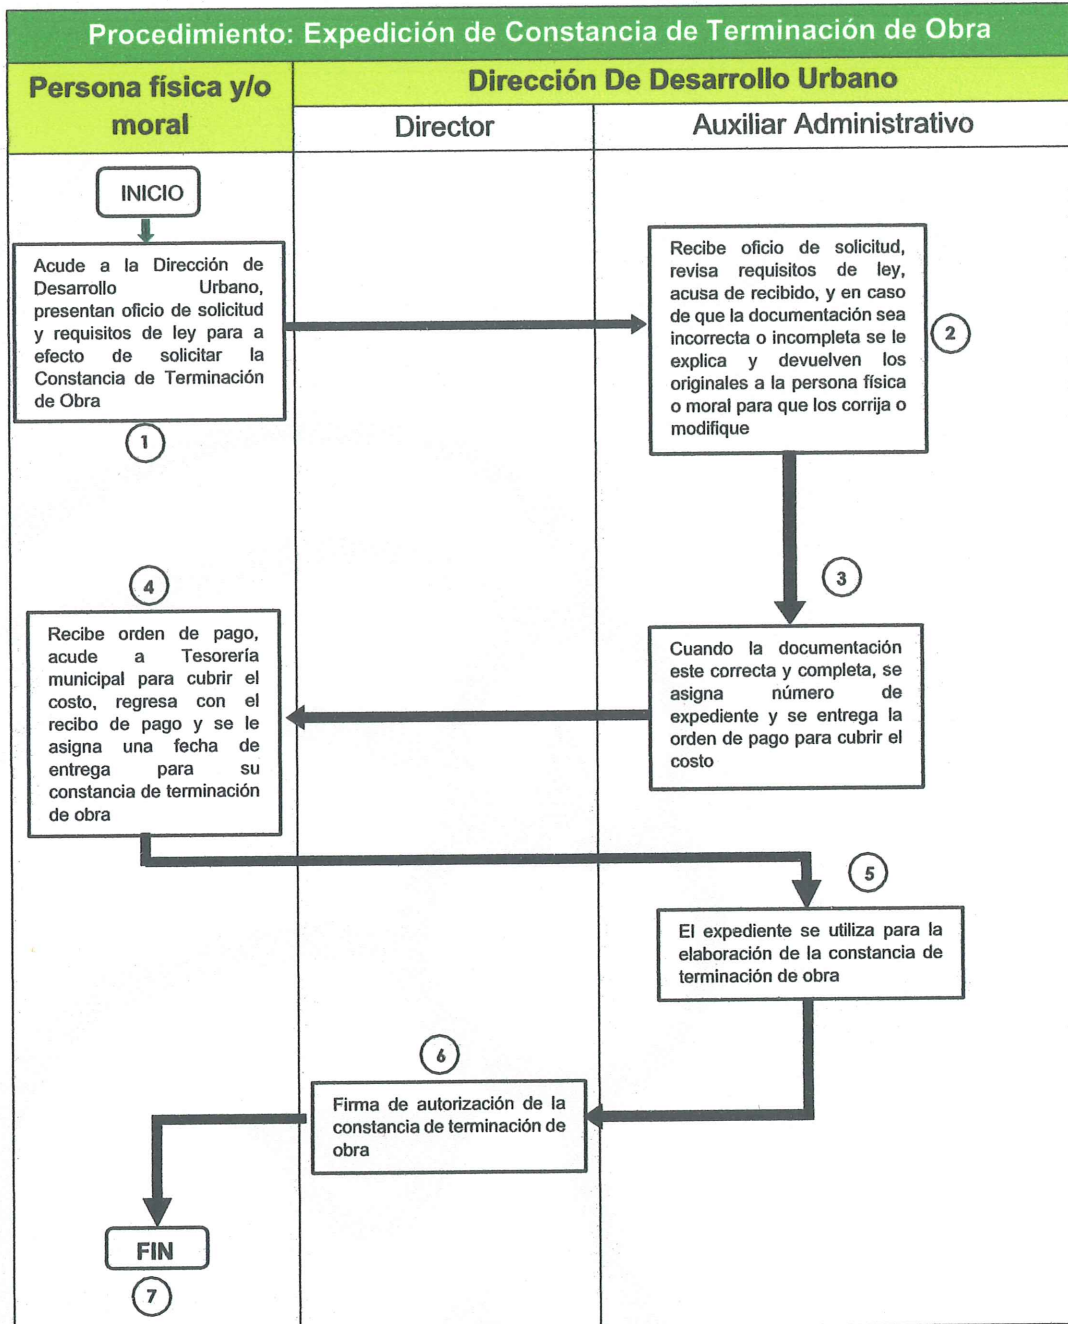 Procedimiento: Expedición de Constancia de Terminación de Obra
Persona física y/o
moral
Dirección De Desarrollo Urbano
Director
Auxiliar Administrativo
INICIO
Acude a la Dirección de
Desarrollo Urbano,
presentan oficio de solicitud
y requisitos de ley para a
efecto de solicitar la
Constancia de Terminación
de Obra
1
Recibe oficio de solicitud,
revisa requisitos de ley,
acusa de recibido, y en caso
de que la documentación sea
incorrecta o incompleta se le
explica y devuelven los
originales a la persona física
o moral para que los corrija o
modifique
2
3
Cuando la documentación
este correcta y completa, se
asigna número de
expediente y se entrega la
orden de pago para cubrir el
costo
4
Recibe orden de pago,
acude a Tesorería
municipal para cubrir el
costo, regresa con el
recibo de pago y se le
asigna una fecha de
entrega para su
constancia de terminación
de obra
5
El expediente se utiliza para la
elaboración de la constancia de
terminación de obra
6
Firma de autorización de la
constancia de terminación de
obra
FIN
7